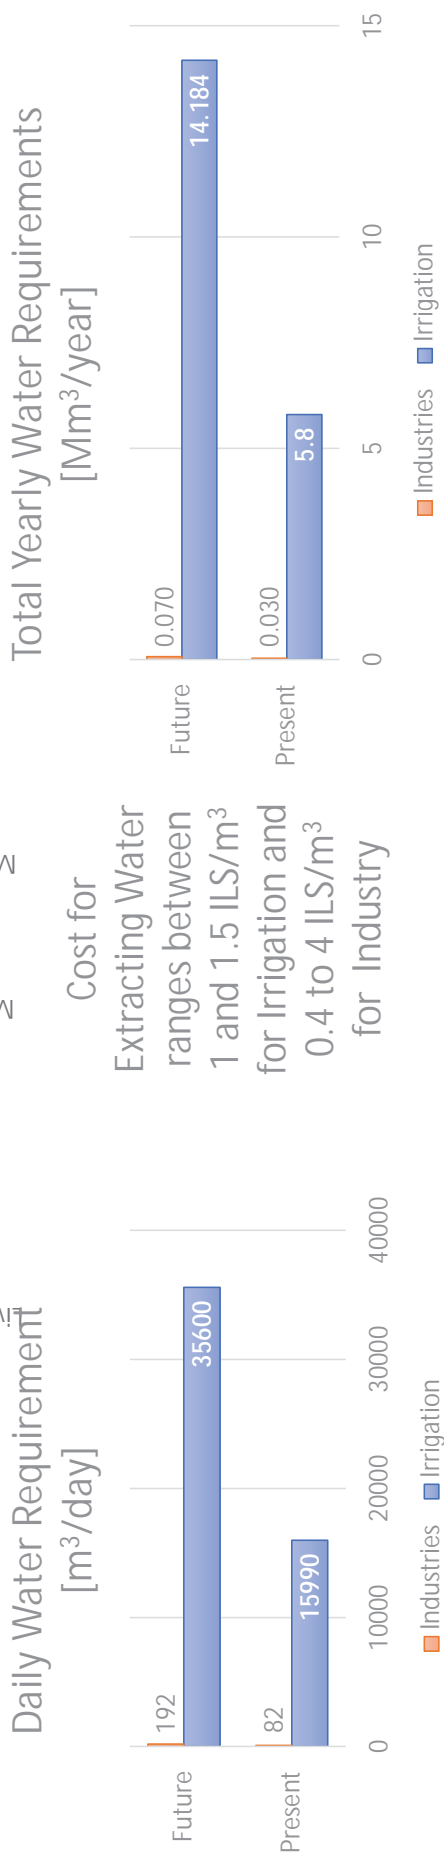 Daily Water Requirement
[m³/day]
Future
192
35600
Present
82
15990
0 10000 20000 30000 40000
Industries Irrigation
Cost for
Extracting Water
ranges between
1 and 1.5 ILS/m³
for Irrigation and
0.4 to 4 ILS/m³
for Industry
Total Yearly Water Requirements
[Mm³/year]
Future
0.070
14.184
Present
0.030
5.8
0 5 10 15
Industries Irrigation